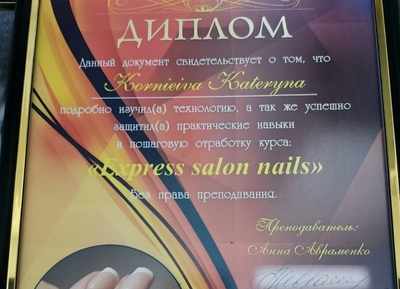 ДИПЛОМ
Данный документ свидетельствует о том, что
Kornieiva Kateryna
подробно изучил(а) технологию, а так же успешно
защитил(а) практические навыки
и пошаговую отработку курса:
«Express salon nails»
Без права преподавания.
Преподаватель:
Анна Авраменко